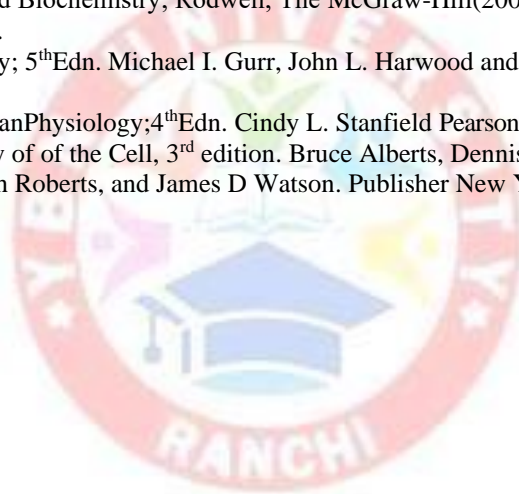 d Biochemistry, Rodwell, The McGraw-Hill(200
.
y; 5thEdn. Michael I. Gurr, John L. Harwood and
anPhysiology;4thEdn. Cindy L. Stanfield Pearson
y of of the Cell, 3rd edition. Bruce Alberts, Dennis
n Roberts, and James D Watson. Publisher New Y
UNIVERSITY
RANCHI